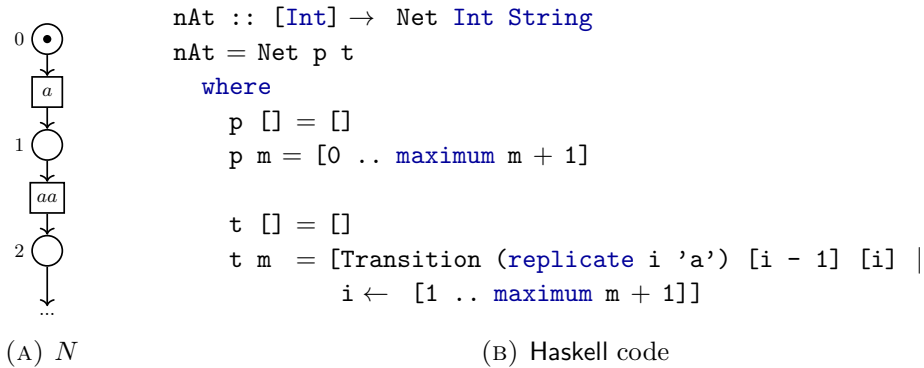 0
a
1
aa
2
...
(A) N
nAt :: [Int] → Net Int String
nAt = Net p t
where
p [] = []
p m = [0 .. maximum m + 1]
t [] = []
t m = [Transition (replicate i 'a') [i - 1] [i] |
i ← [1 .. maximum m + 1]]
(B) Haskell code